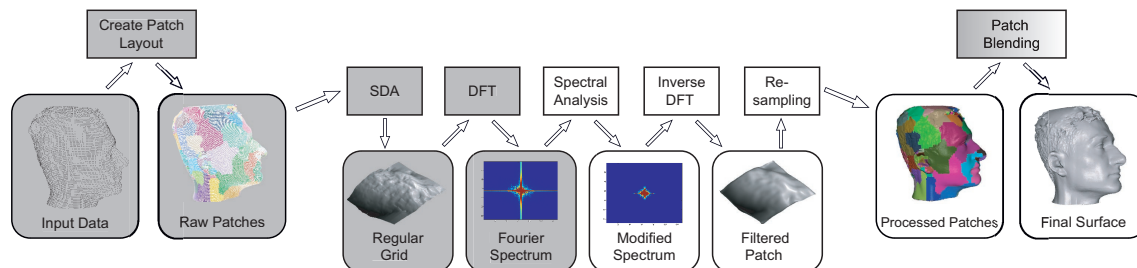 Create Patch
Layout
Input Data
Raw Patches
SDA
DFT
Spectral
Analysis
Inverse
DFT
Re-
sampling
Regular
Grid
Fourier
Spectrum
Modified
Spectrum
Filtered
Patch
Patch
Blending
Processed Patches
Final Surface